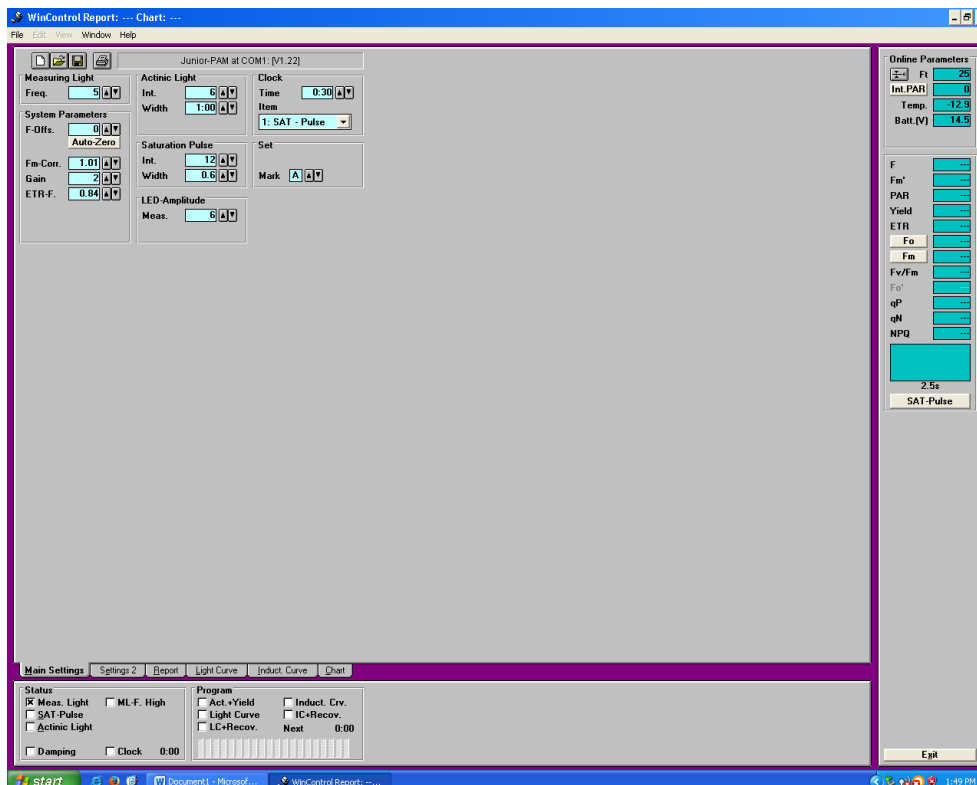 WinControl Report: --- Chart: ---
File Edit View Window Help
Junior-PAM at COM1: [V1.22]
Measuring Light
Freq. 5
System Parameters
F-Offs. 0
Auto-Zero
Fm-Corr. 1.01
Gain 2
ETR-F. 0.84
Actinic Light
Int. 6
Width 1:00
Saturation Pulse
Int. 12
Width 0.6
LED-Amplitude
Meas. 6
Clock
Time 0:30
Item
1: SAT - Pulse
Set
Mark A
Online Parameters
Ft 25
Int.PAR 0
Temp. -12.9
Batt.(V) 14.5
F ---
Fm' ---
PAR ---
Yield ---
ETR ---
Fo ---
Fm ---
Fv/Fm ---
Fo' ---
qP ---
qN ---
NPQ ---
2.5s
SAT-Pulse
Main Settings Settings 2 Report Light Curve Induct. Curve Chart
Status
Meas. Light ML-F. High
SAT-Pulse
Actinic Light
Damping Clock 0:00
Program
Act.+Yield Induct. Crv.
Light Curve IC+Recov.
LC+Recov. Next 0:00
Exit
start Document1 - Microsof... WinControl Report: --... 1:49 PM